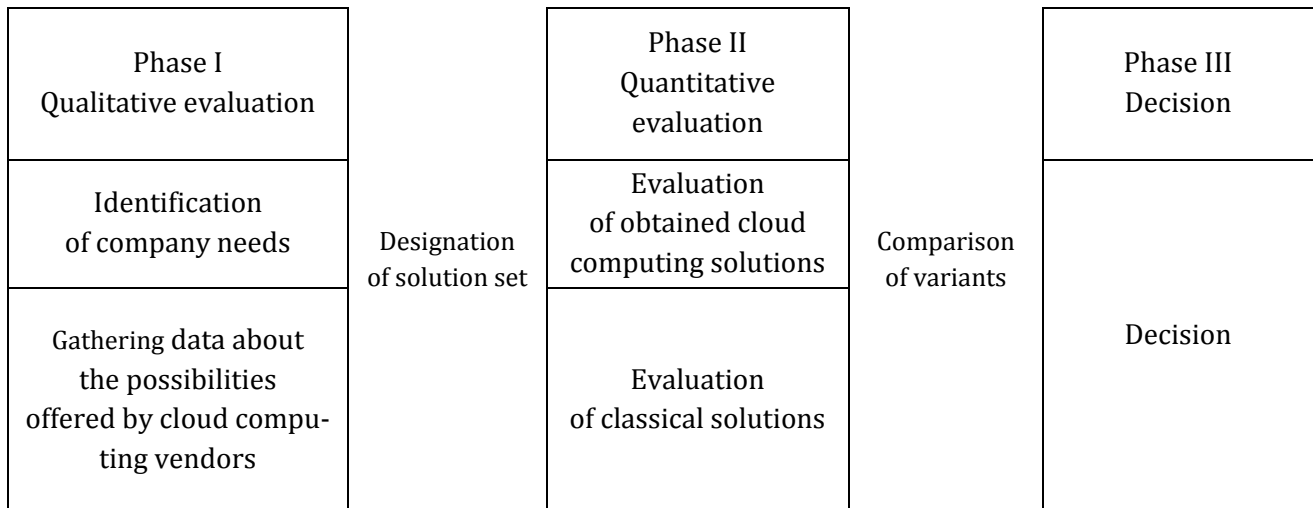 Phase I
Qualitative evaluation
Identification
of company needs
Gathering data about
the possibilities
offered by cloud compu-
ting vendors
Designation
of solution set
Phase II
Quantitative
evaluation
Evaluation
of obtained cloud
computing solutions
Evaluation
of classical solutions
Comparison
of variants
Phase III
Decision
Decision